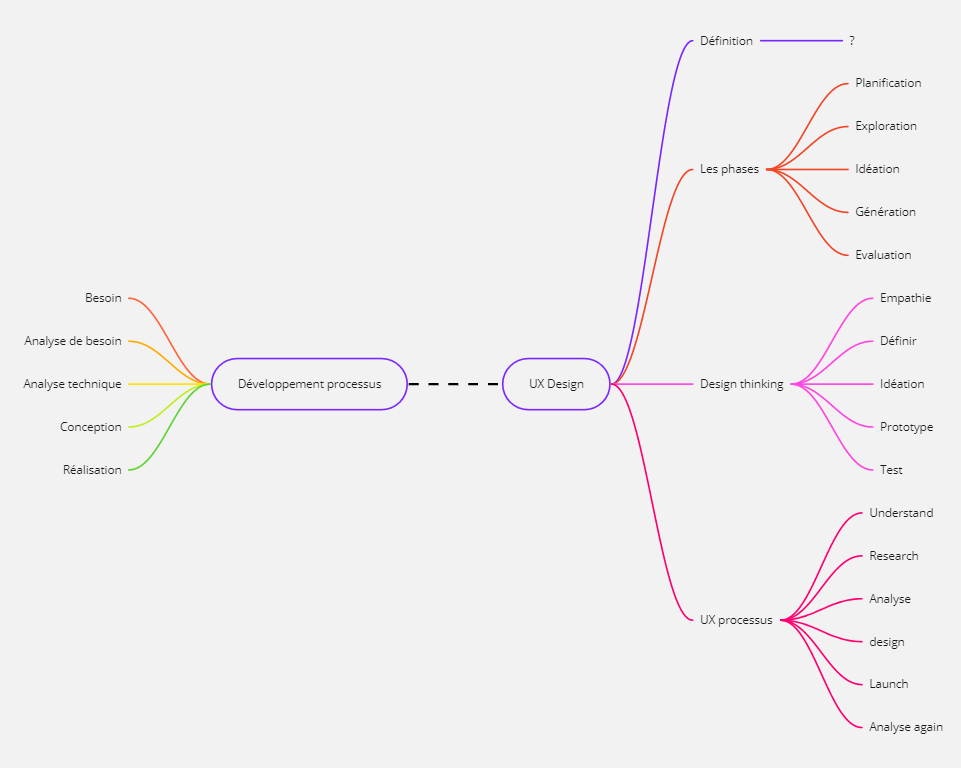 Besoin
Analyse de besoin
Analyse technique
Conception
Réalisation
Développement processus
UX Design
Définition
?
Les phases
Planification
Exploration
Idéation
Génération
Evaluation
Design thinking
Empathie
Définir
Idéation
Prototype
Test
UX processus
Understand
Research
Analyse
design
Launch
Analyse again